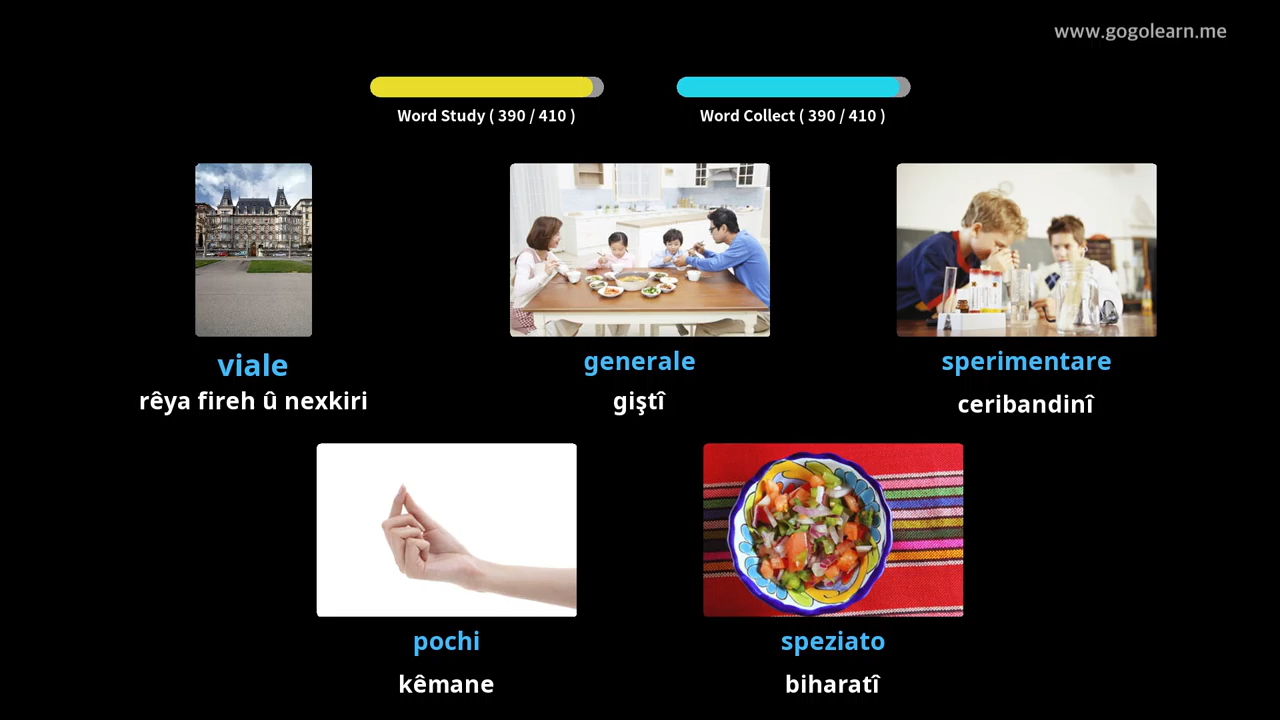 www.gogolearn.me
Word Study ( 390 / 410 )
Word Collect ( 390 / 410 )
viale
rêya fireh û nexkiri
generale
giştî
sperimentare
ceribandinî
pochi
kêmane
speziato
biharatî